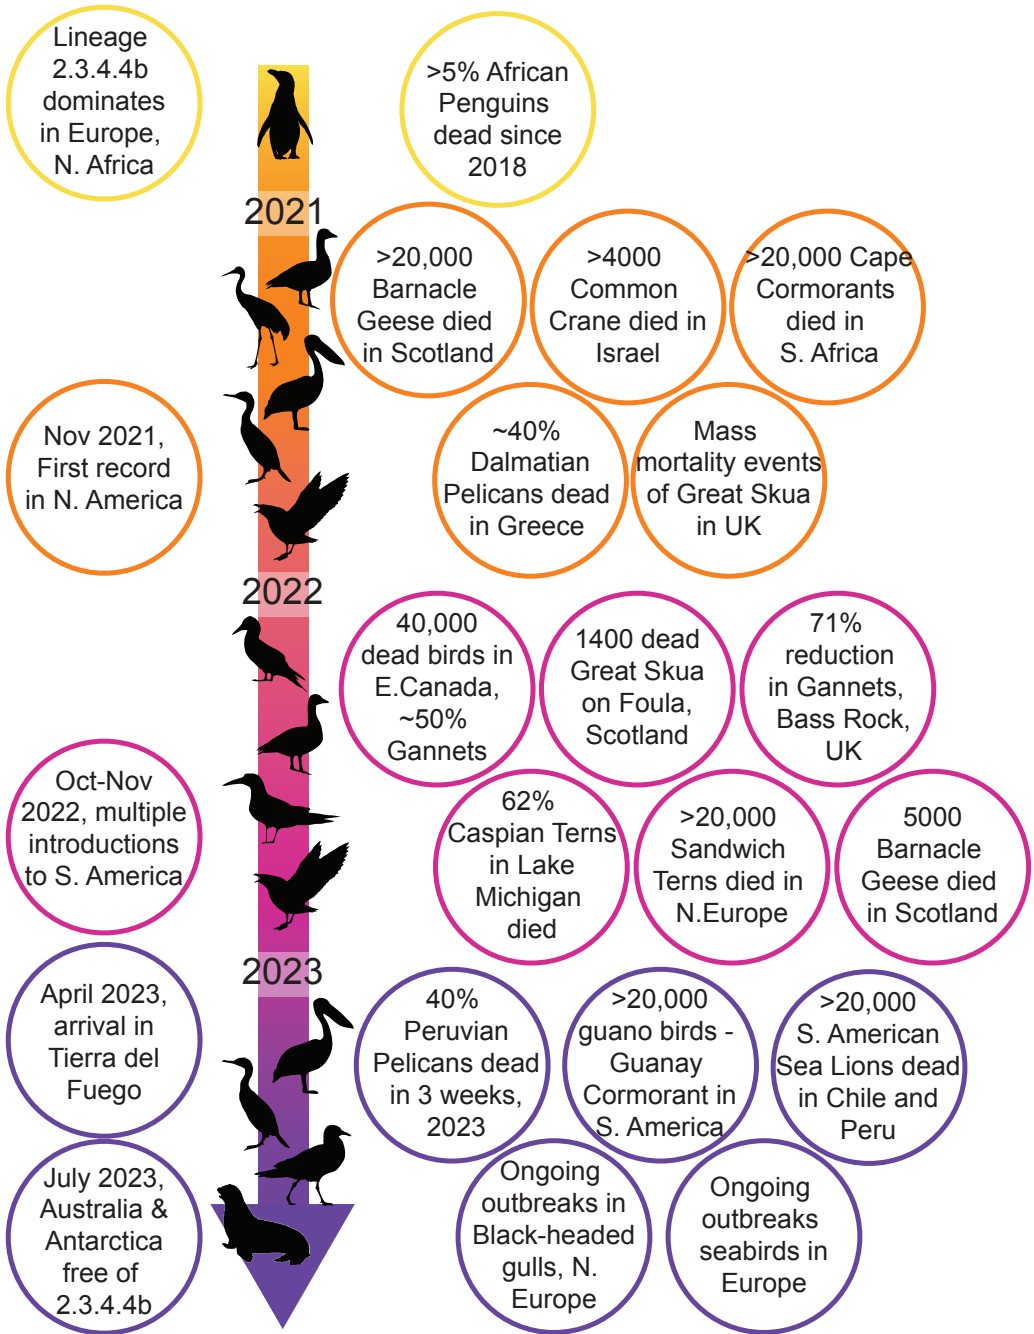 Lineage
2.3.4.4b
dominates
in Europe,
N. Africa
>5% African
Penguins
dead since
2018
2021
>20,000
Barnacle
Geese died
in Scotland
>4000
Common
Crane died in
Israel
>20,000 Cape
Cormorants
died in
S. Africa
Nov 2021,
First record
in N. America
~40%
Dalmatian
Pelicans dead
in Greece
Mass
mortality events
of Great Skua
in UK
2022
40,000
dead birds in
E.Canada,
~50%
Gannets
1400 dead
Great Skua
on Foula,
Scotland
71%
reduction
in Gannets,
Bass Rock,
UK
Oct-Nov
2022, multiple
introductions
to S. America
62%
Caspian Terns
in Lake
Michigan
died
>20,000
Sandwich
Terns died in
N.Europe
5000
Barnacle
Geese died
in Scotland
2023
April 2023,
arrival in
Tierra del
Fuego
40%
Peruvian
Pelicans dead
in 3 weeks,
2023
>20,000
guano birds -
Guanay
Cormorant in
S. America
>20,000
S. American
Sea Lions dead
in Chile and
Peru
July 2023,
Australia &
Antarctica
free of
2.3.4.4b
Ongoing
outbreaks in
Black-headed
gulls, N.
Europe
Ongoing
outbreaks
seabirds in
Europe